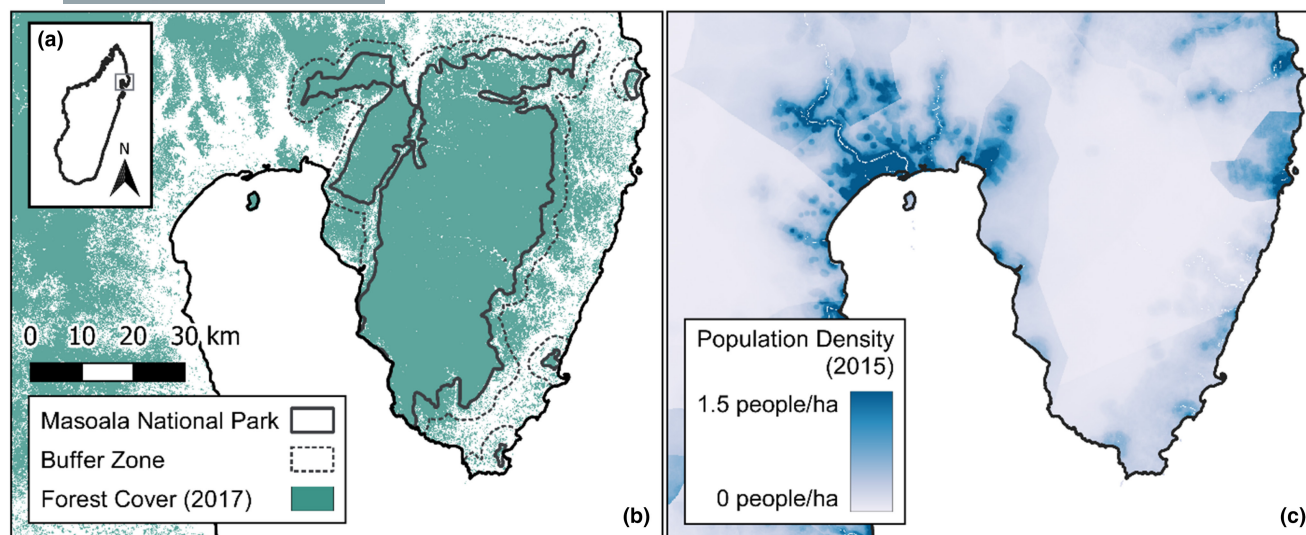 (a)
N
0 10 20 30 km
Masoala National Park
Buffer Zone
Forest Cover (2017)
(b)
Population Density
(2015)
1.5 people/ha
0 people/ha
(c)